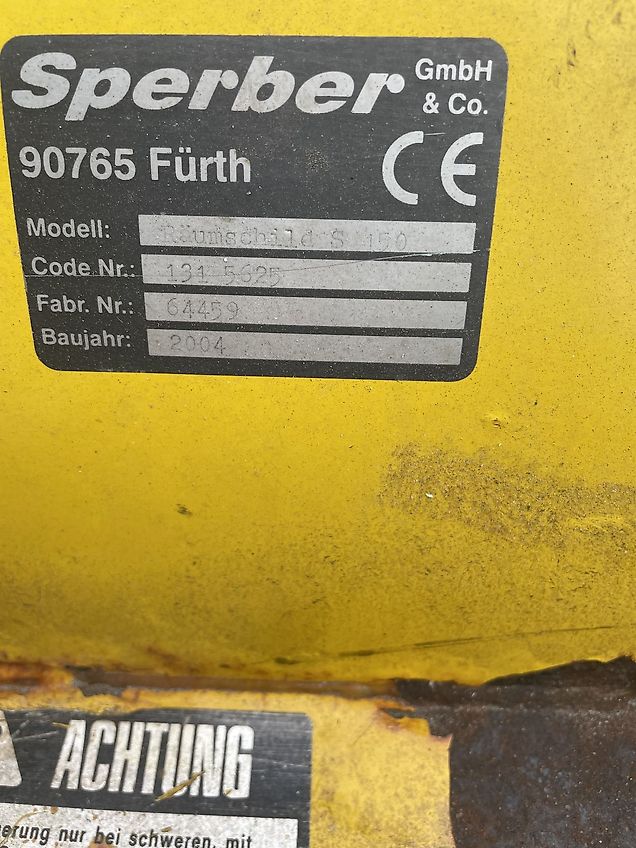 Sperber GmbH & Co.
90765 Fürth CE
Modell: Räumschild S 150
Code Nr.: 131 5625
Fabr. Nr.: 64459
Baujahr: 2004
ACHTUNG
nur bei schweren, mit